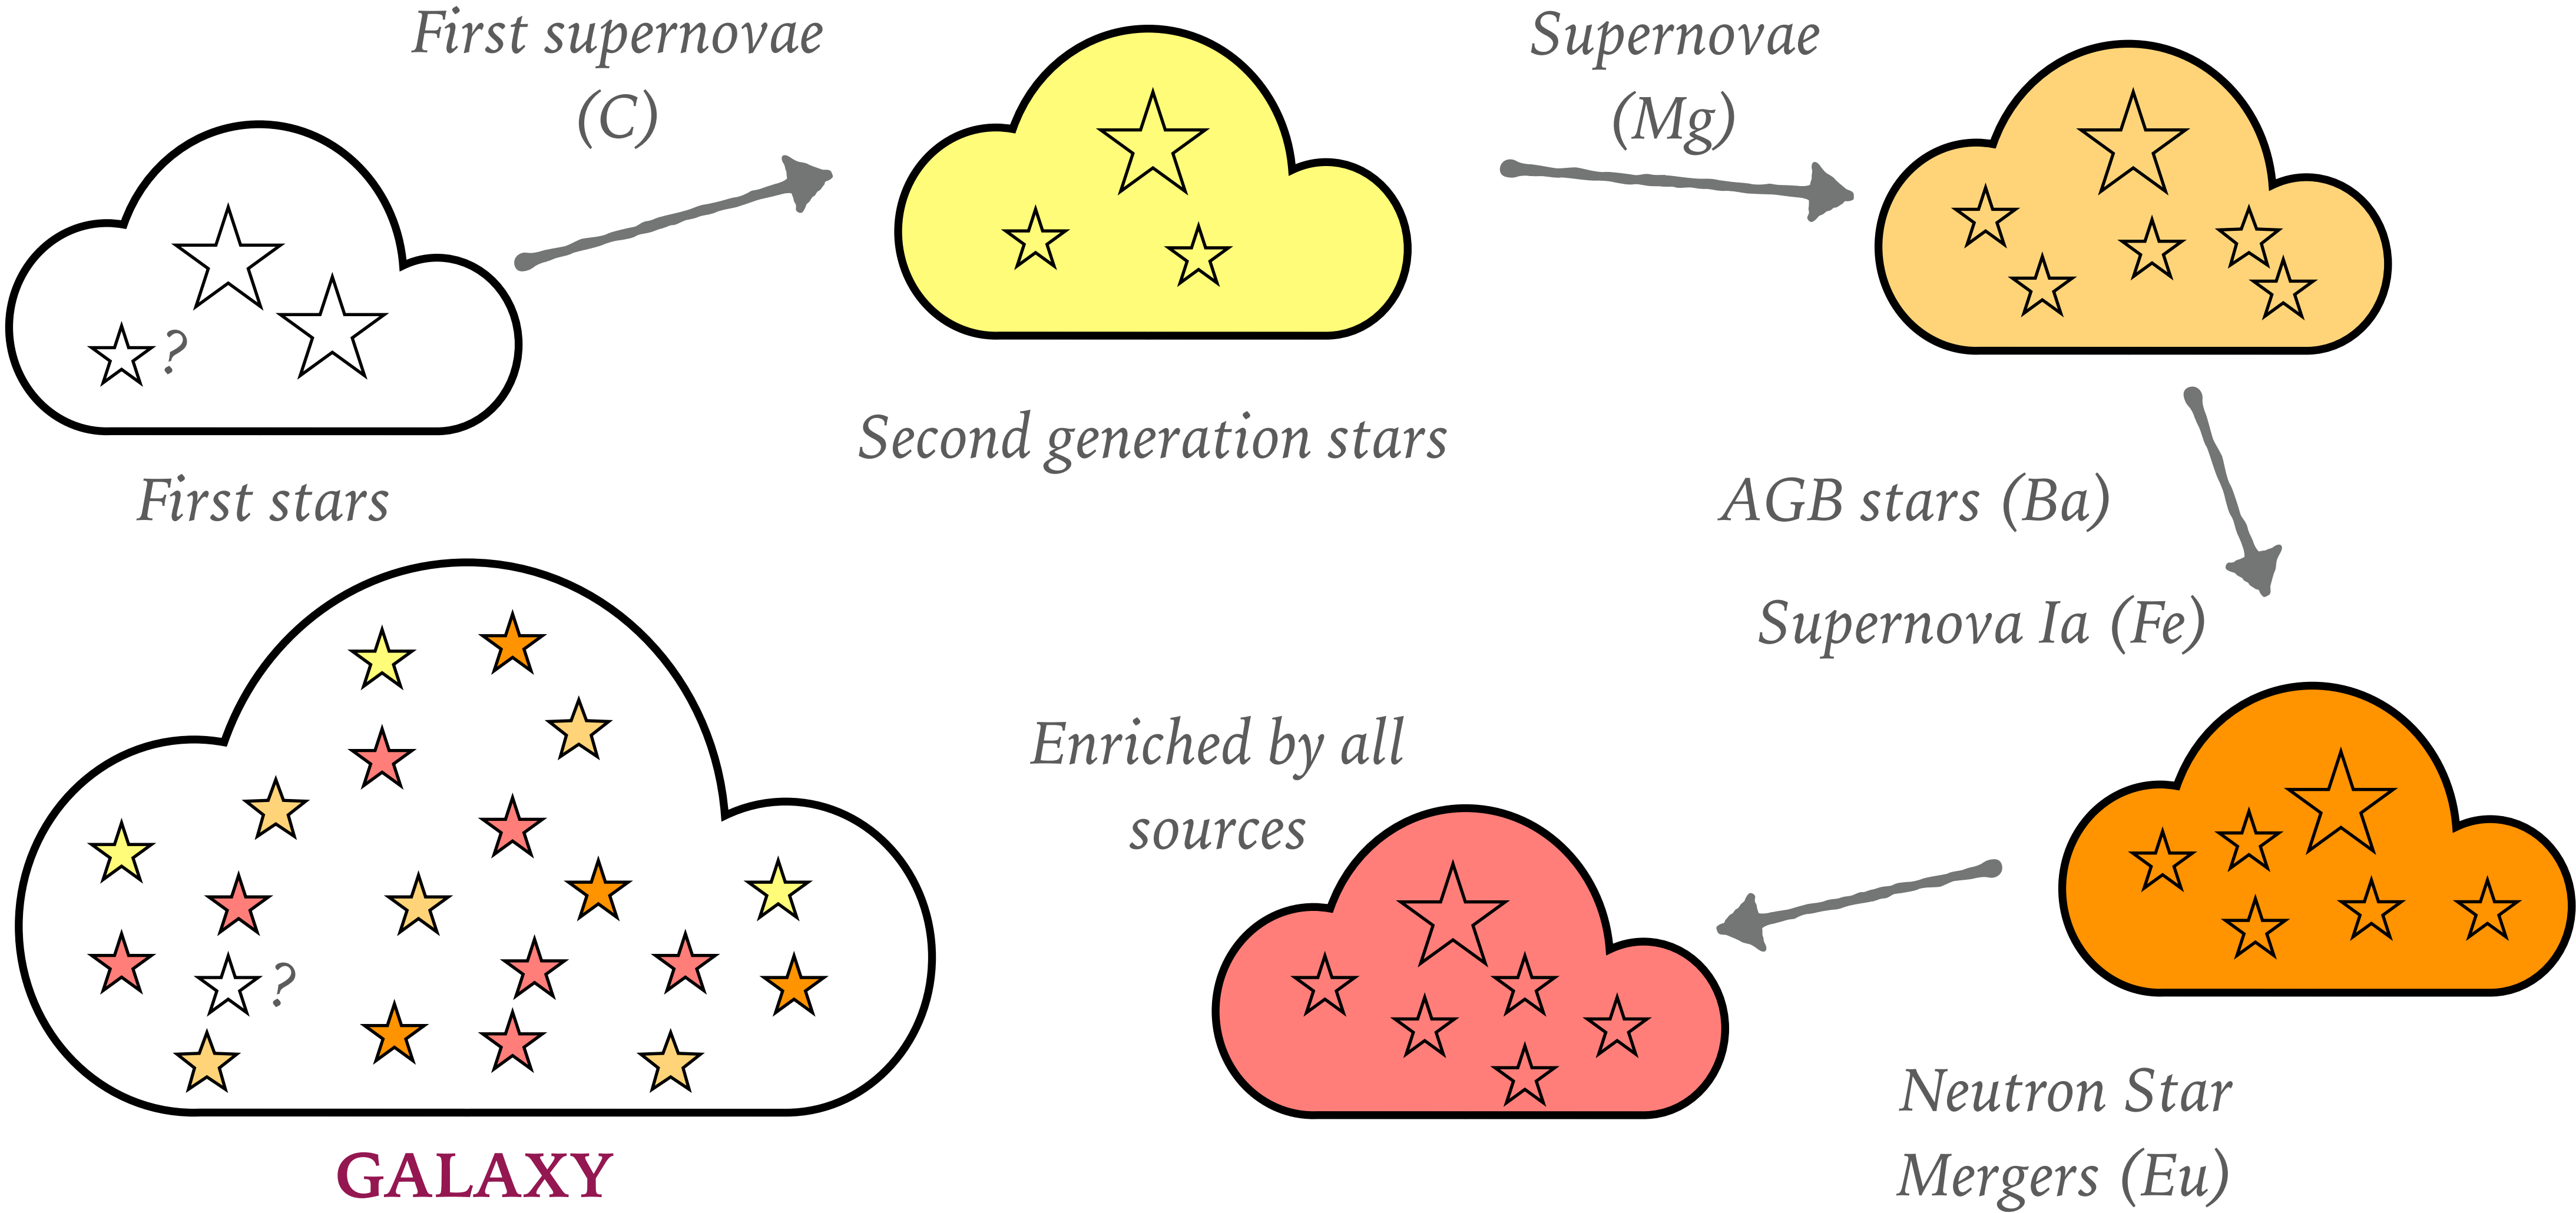 First supernovae
(C)
Supernovae
(Mg)
?
First stars
Second generation stars
AGB stars (Ba)
Supernova Ia (Fe)
Enriched by all
sources
?
Neutron Star
Mergers (Eu)
GALAXY